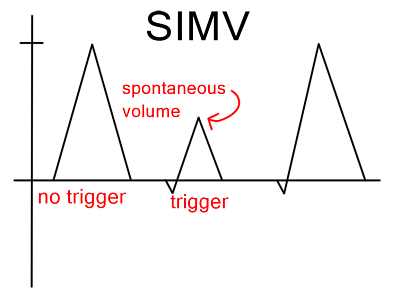 SIMV
spontaneous
volume
no trigger
trigger